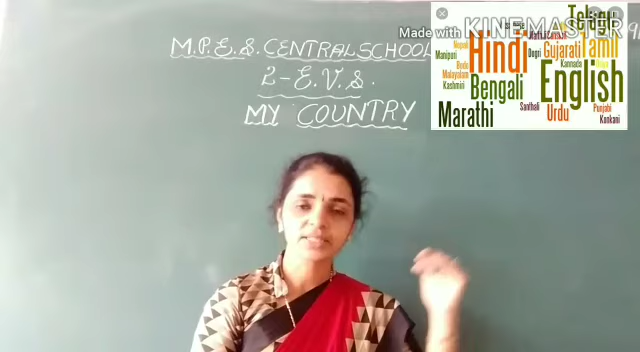 M.P.E.S. CENTRAL SCHOOL
2-E.V.S.
MY COUNTRY
Made with KINEMASTER
Telugu
Nepali
Hindi
Dogri
Gujarati
Tamil
Manipuri
Bodo
Kannada
Malayalam
Kashmiri
Bengali
English
Marathi
Santhali
Urdu
Punjabi
Konkani